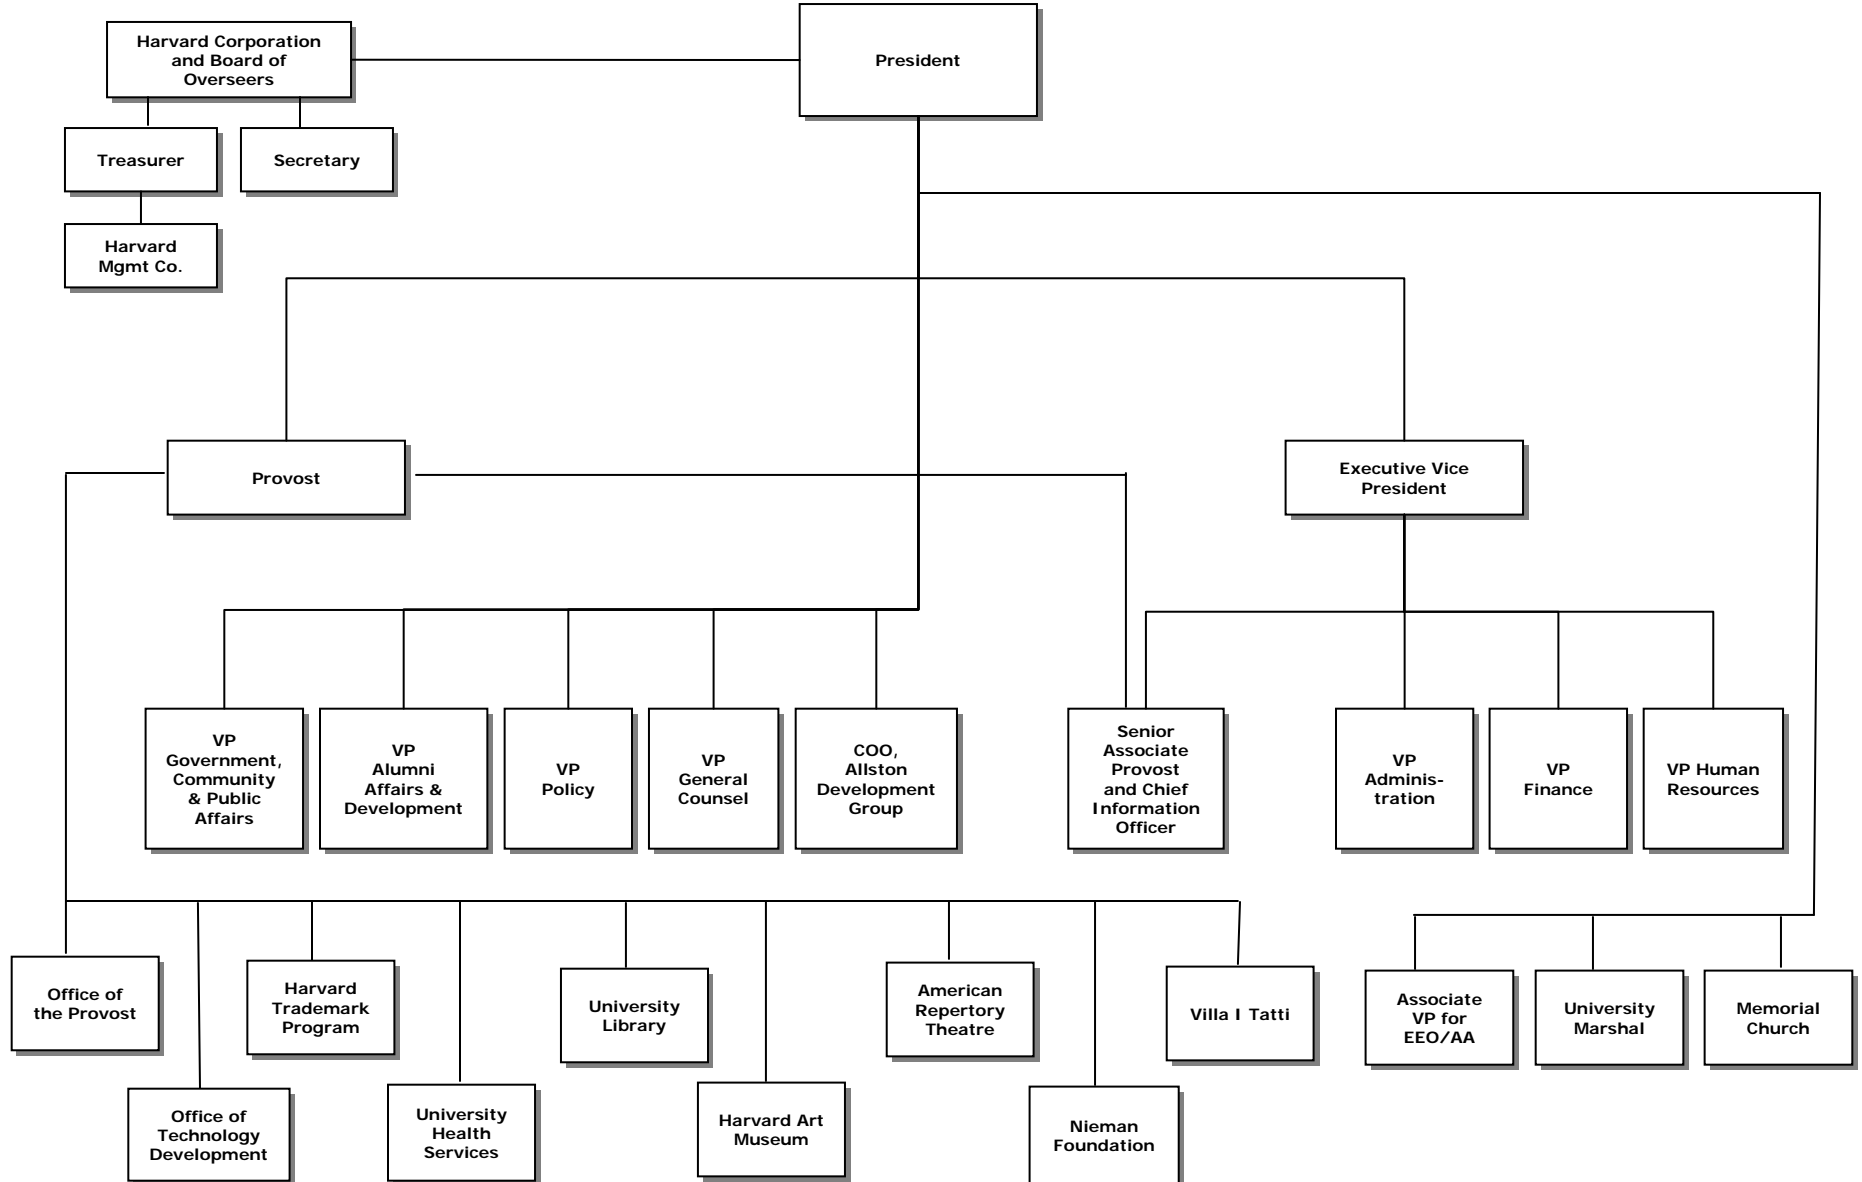 Harvard Corporation
and Board of
Overseers
President
Treasurer
Secretary
Harvard
Mgmt Co.
Provost
Executive Vice
President
VP
Government,
Community
& Public
Affairs
VP
Alumni
Affairs &
Development
VP
Policy
VP
General
Counsel
COO,
Allston
Development
Group
Senior
Associate
Provost
and Chief
Information
Officer
VP
Adminis-
tration
VP
Finance
VP Human
Resources
Office of
the Provost
Harvard
Trademark
Program
University
Library
American
Repertory
Theatre
Villa I Tatti
Associate
VP for
EEO/AA
University
Marshal
Memorial
Church
Office of
Technology
Development
University
Health
Services
Harvard Art
Museum
Nieman
Foundation